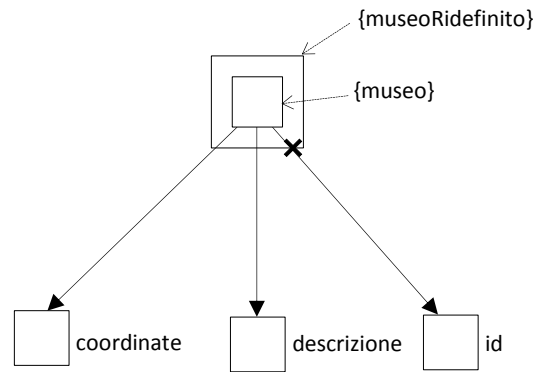 {museoRidefinito}
{museo}
coordinate
descrizione
id